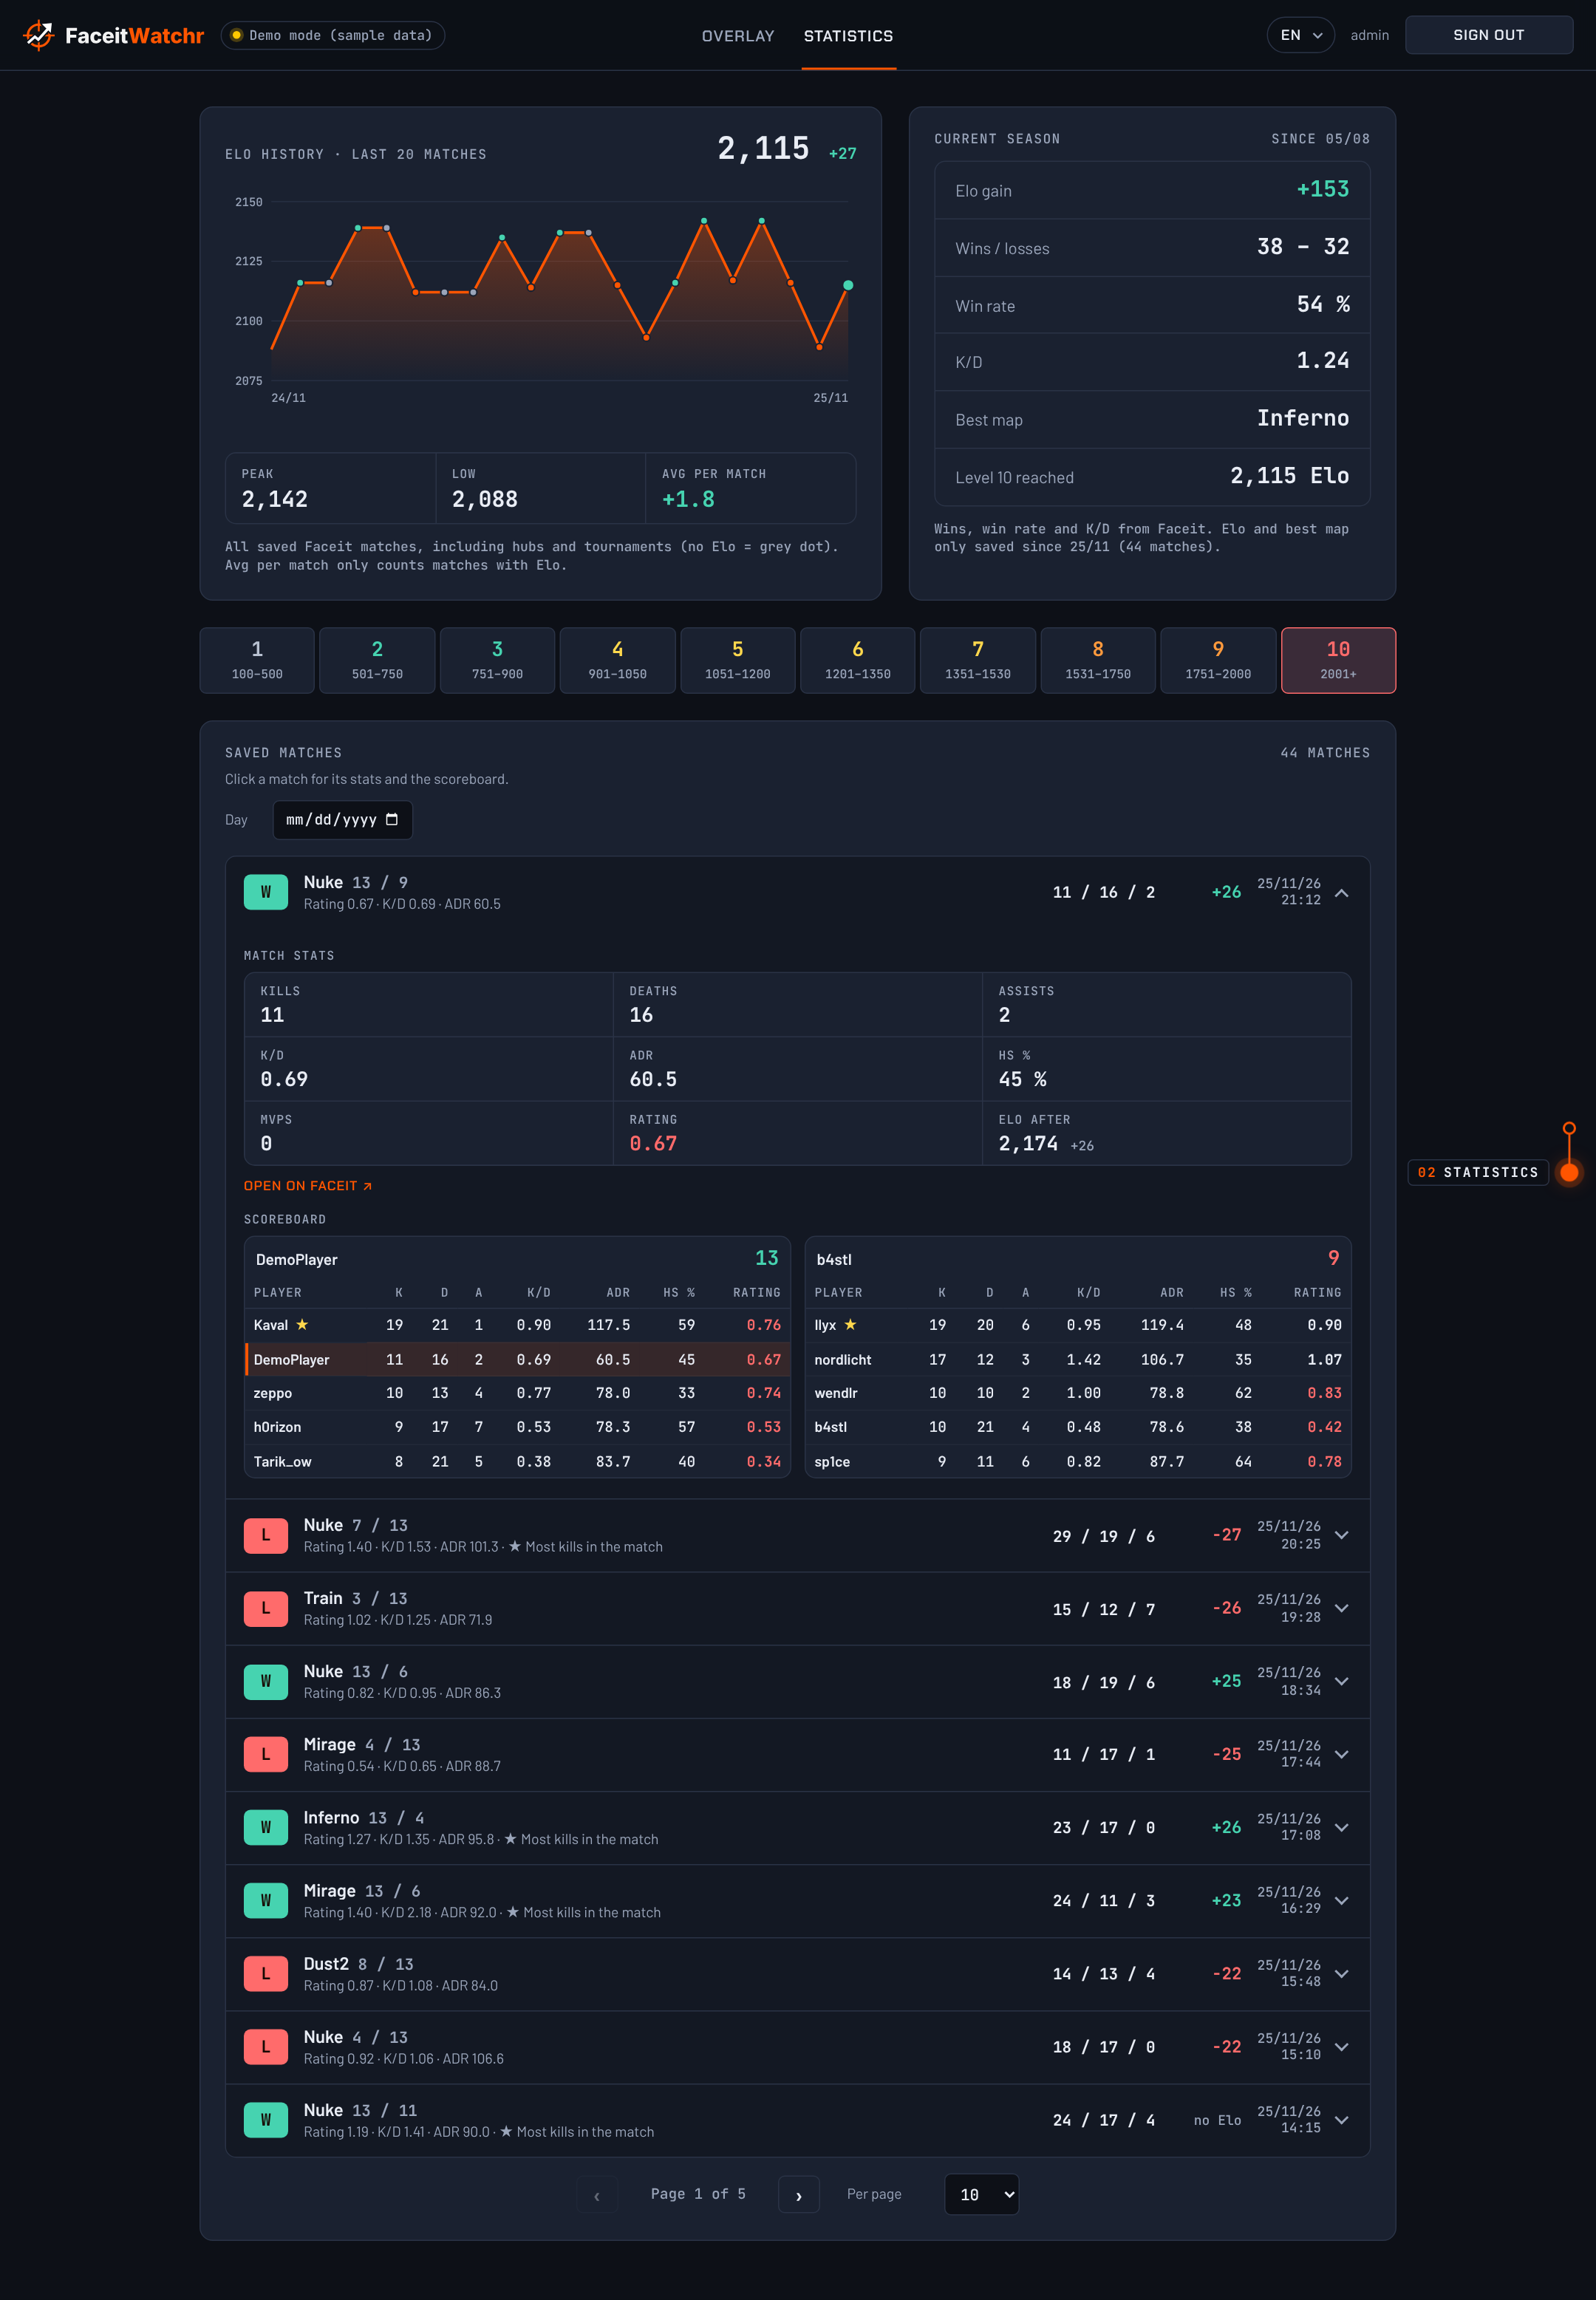 FaceitWatchr
Demo mode (sample data)
OVERLAY
STATISTICS
EN
admin
SIGN OUT
ELO HISTORY · LAST 20 MATCHES
2,115 +27
2150
2125
2100
2075
24/11
25/11
PEAK
2,142
LOW
2,088
AVG PER MATCH
+1.8
All saved Faceit matches, including hubs and tournaments (no Elo = grey dot).
Avg per match only counts matches with Elo.
CURRENT SEASON
SINCE 05/08
Elo gain +153
Wins / losses 38 – 32
Win rate 54 %
K/D 1.24
Best map Inferno
Level 10 reached 2,115 Elo
Wins, win rate and K/D from Faceit. Elo and best map
only saved since 25/11 (44 matches).
1
100–500
2
501–750
3
751–900
4
901–1050
5
1051–1200
6
1201–1350
7
1351–1530
8
1531–1750
9
1751–2000
10
2001+
SAVED MATCHES
44 MATCHES
Click a match for its stats and the scoreboard.
Day mm/dd/yyyy
W Nuke 13 / 9
Rating 0.67 · K/D 0.69 · ADR 60.5
11 / 16 / 2 +26 25/11/26
21:12
MATCH STATS
KILLS
11
DEATHS
16
ASSISTS
2
K/D
0.69
ADR
60.5
HS %
45 %
MVPS
0
RATING
0.67
ELO AFTER
2,174 +26
OPEN ON FACEIT ↗
SCOREBOARD
DemoPlayer 13
PLAYER K D A K/D ADR HS % RATING
Kaval ★ 19 21 1 0.90 117.5 59 0.76
DemoPlayer 11 16 2 0.69 60.5 45 0.67
zeppo 10 13 4 0.77 78.0 33 0.74
h0rizon 9 17 7 0.53 78.3 57 0.53
Tarik_ow 8 21 5 0.38 83.7 40 0.34
b4stl 9
PLAYER K D A K/D ADR HS % RATING
llyx ★ 19 20 6 0.95 119.4 48 0.90
nordlicht 17 12 3 1.42 106.7 35 1.07
wendlr 10 10 2 1.00 78.8 62 0.83
b4stl 10 21 4 0.48 78.6 38 0.42
sp1ce 9 11 6 0.82 87.7 64 0.78
02 STATISTICS
L Nuke 7 / 13
Rating 1.40 · K/D 1.53 · ADR 101.3 · ★ Most kills in the match
29 / 19 / 6 -27 25/11/26
20:25
L Train 3 / 13
Rating 1.02 · K/D 1.25 · ADR 71.9
15 / 12 / 7 -26 25/11/26
19:28
W Nuke 13 / 6
Rating 0.82 · K/D 0.95 · ADR 86.3
18 / 19 / 6 +25 25/11/26
18:34
L Mirage 4 / 13
Rating 0.54 · K/D 0.65 · ADR 88.7
11 / 17 / 1 -25 25/11/26
17:44
W Inferno 13 / 4
Rating 1.27 · K/D 1.35 · ADR 95.8 · ★ Most kills in the match
23 / 17 / 0 +26 25/11/26
17:08
W Mirage 13 / 6
Rating 1.40 · K/D 2.18 · ADR 92.0 · ★ Most kills in the match
24 / 11 / 3 +23 25/11/26
16:29
L Dust2 8 / 13
Rating 0.87 · K/D 1.08 · ADR 84.0
14 / 13 / 4 -22 25/11/26
15:48
L Nuke 4 / 13
Rating 0.92 · K/D 1.06 · ADR 106.6
18 / 17 / 0 -22 25/11/26
15:10
W Nuke 13 / 11
Rating 1.19 · K/D 1.41 · ADR 90.0 · ★ Most kills in the match
24 / 17 / 4 no Elo 25/11/26
14:15
‹ Page 1 of 5 › Per page 10